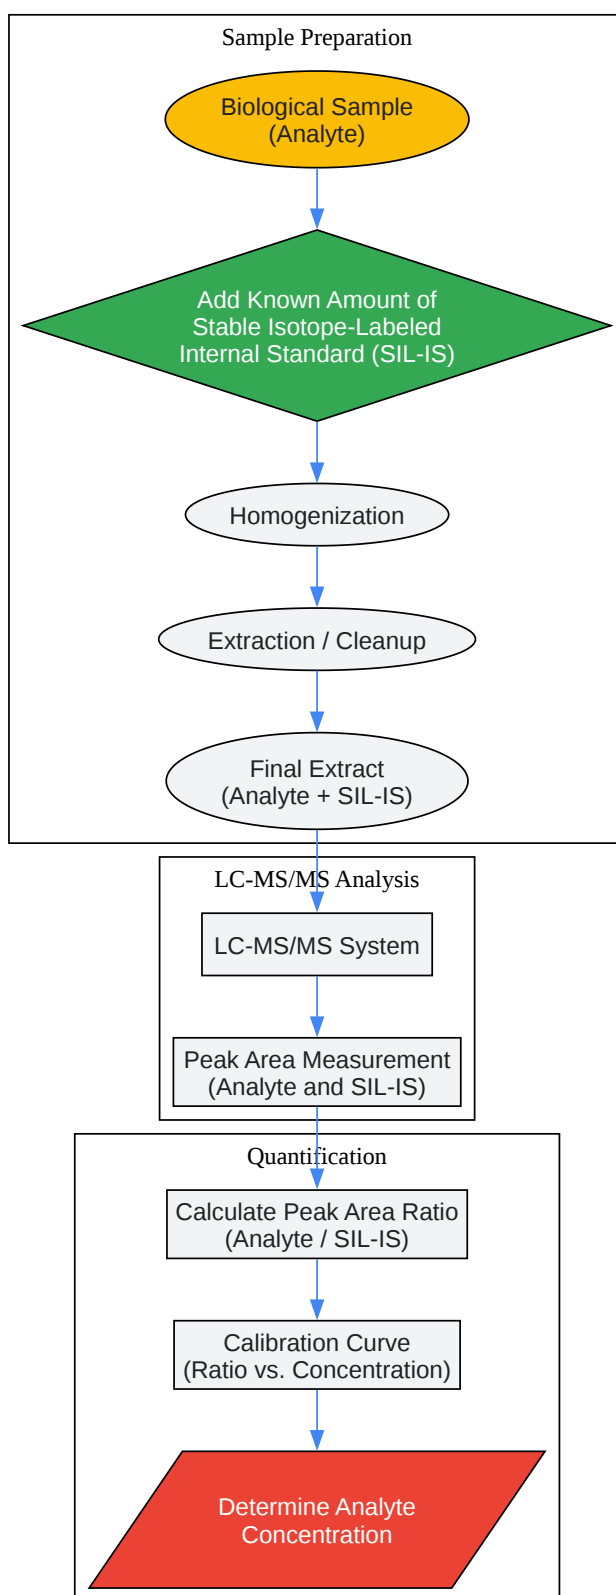 Sample Preparation
Biological Sample
(Analyte)
Add Known Amount of
Stable Isotope-Labeled
Internal Standard (SIL-IS)
Homogenization
Extraction / Cleanup
Final Extract
(Analyte + SIL-IS)
LC-MS/MS Analysis
LC-MS/MS System
Peak Area Measurement
(Analyte and SIL-IS)
Quantification
Calculate Peak Area Ratio
(Analyte / SIL-IS)
Calibration Curve
(Ratio vs. Concentration)
Determine Analyte
Concentration